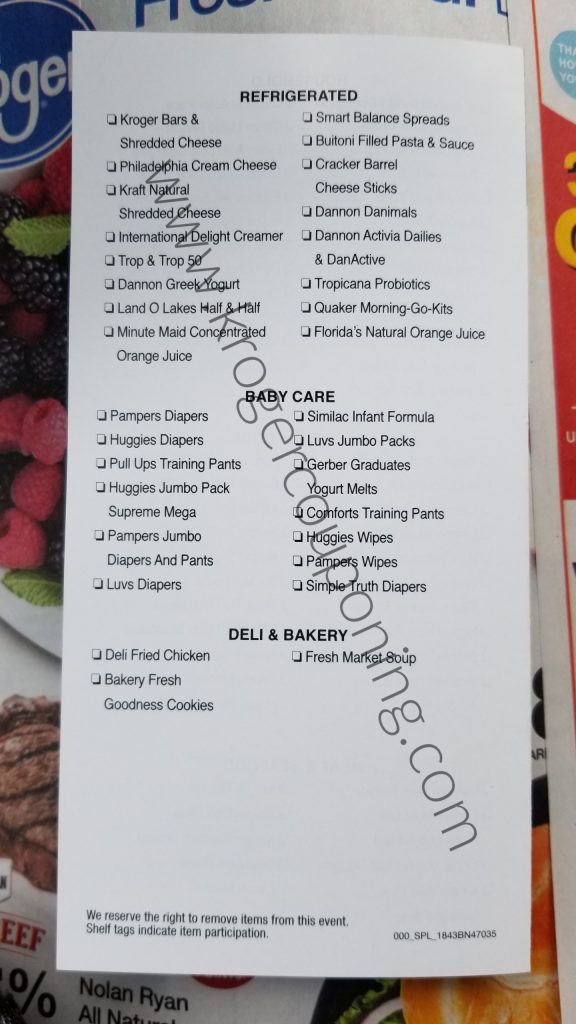 REFRIGERATED
☐ Kroger Bars &
Shredded Cheese
☐ Philadelphia Cream Cheese
☐ Kraft Natural
Shredded Cheese
☐ International Delight Creamer
☐ Trop & Trop 50
☐ Dannon Greek Yogurt
☐ Land O Lakes Half & Half
☐ Minute Maid Concentrated
Orange Juice
☐ Smart Balance Spreads
☐ Buitoni Filled Pasta & Sauce
☐ Cracker Barrel
Cheese Sticks
☐ Dannon Danimals
☐ Dannon Activia Dailies
& DanActive
☐ Tropicana Probiotics
☐ Quaker Morning-Go-Kits
☐ Florida's Natural Orange Juice
BABY CARE
☐ Pampers Diapers
☐ Huggies Diapers
☐ Pull Ups Training Pants
☐ Huggies Jumbo Pack
Supreme Mega
☐ Pampers Jumbo
Diapers And Pants
☐ Luvs Diapers
☐ Similac Infant Formula
☐ Luvs Jumbo Packs
☐ Gerber Graduates
Yogurt Melts
☐ Comforts Training Pants
☐ Huggies Wipes
☐ Pampers Wipes
☐ Simple Truth Diapers
DELI & BAKERY
☐ Deli Fried Chicken
☐ Bakery Fresh
Goodness Cookies
☐ Fresh Market Soup
We reserve the right to remove items from this event.
Shelf tags indicate item participation.
000_SPL_1843BN47035
www.krogercouponing.com
Nolan Ryan